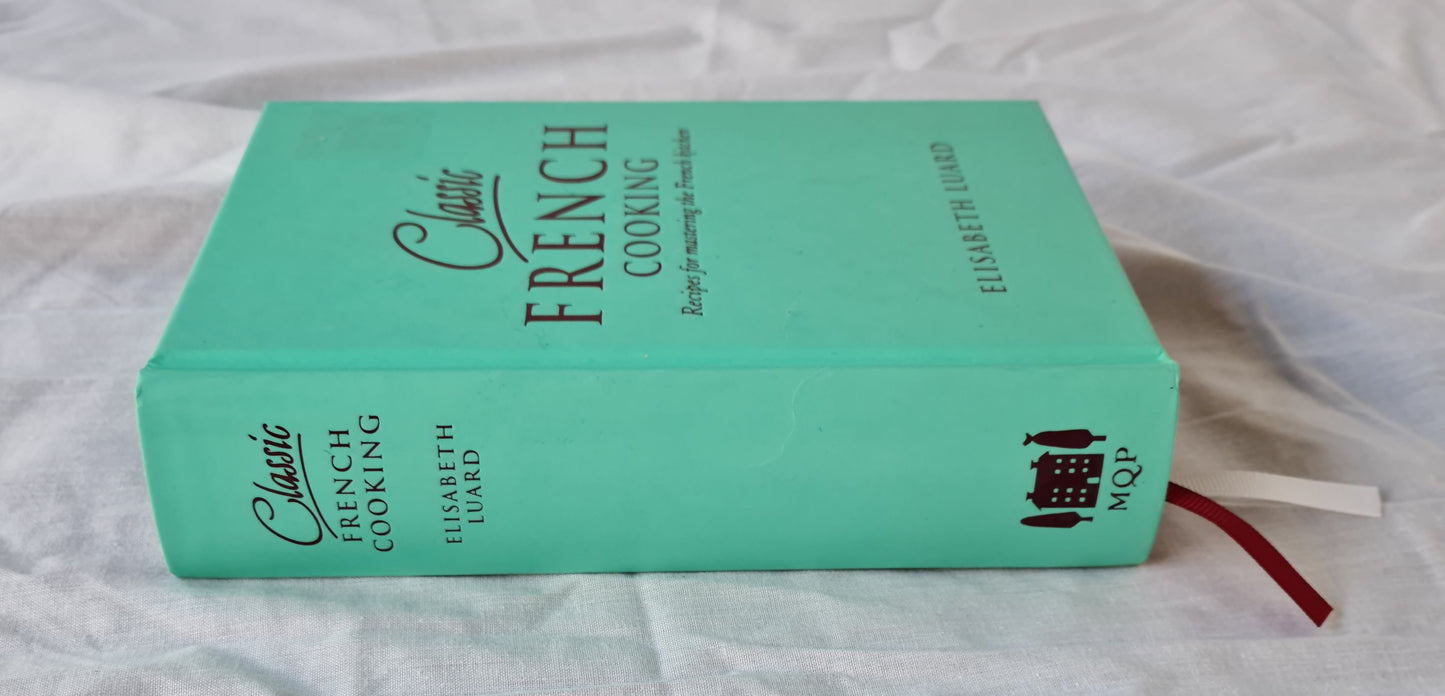 Classic
FRENCH
COOKING
Recipes for mastering the French kitchen
ELISABETH LUARD
Classic
FRENCH
COOKING
ELISABETH
LUARD
MQP